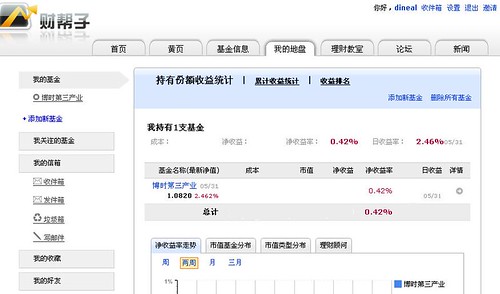 你好，dineal 收件箱 设置 退出 邀请
财帮子
首页 黄页 基金信息 我的地盘 理财教室 论坛 新闻
我的基金
博时第三产业
+添加新基金
我关注的基金
我的信箱
收件箱
发件箱
垃圾箱
写邮件
我的收藏
我的好友
持有份额收益统计 | 累计收益统计 | 收益排名
添加新基金 删除所有基金
我持有1支基金
成本： 净收益： 净收益率： 0.42% 日收益率： 2.46% 05/31
基金名称(最新净值) 成本 市值 净收益 净收益率 日收益 详情
博时第三产业 05/31
1.0820 2.462% 0.42% 05/31
总计 0.42%
净收益率走势 市值基金分布 市值类型分布 理财顾问
周 两周 月 三月
1%
博时第三产业